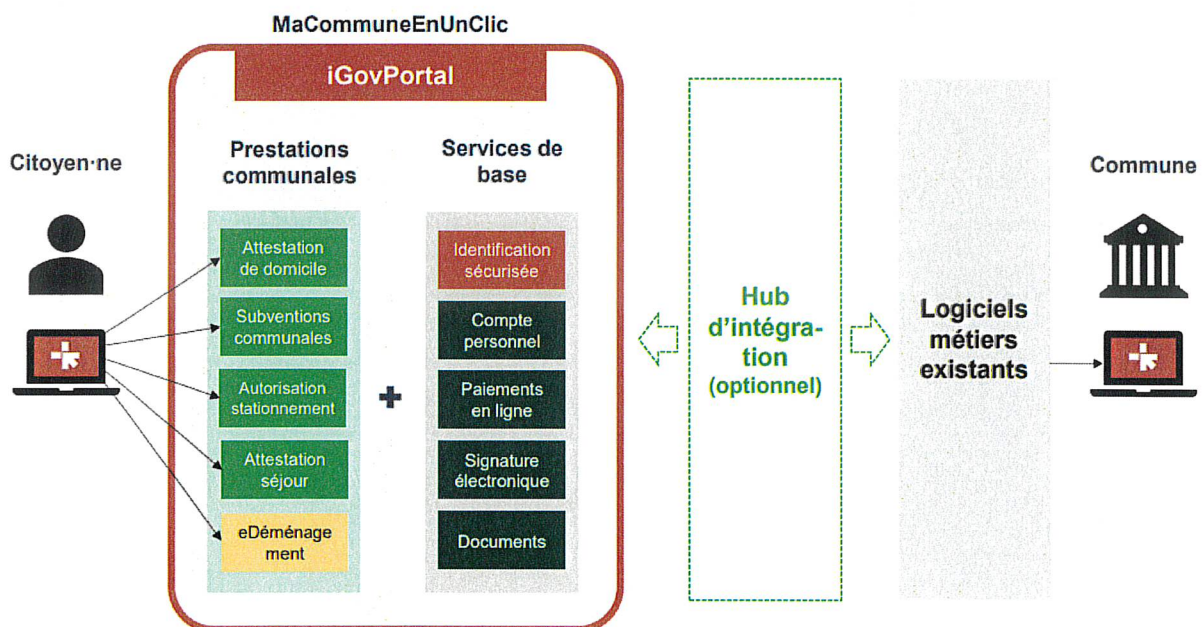 MaCommuneEnUnClic
iGovPortal
Citoyen·ne
Prestations
communales
Attestation
de domicile
Subventions
communales
Autorisation
stationnement
Attestation
séjour
eDéménage
ment
Services de
base
Identification
sécurisée
Compte
personnel
Paiements
en ligne
Signature
électronique
Documents
Hub
d'intégra-
tion
(optionnel)
Logiciels
métiers
existants
Commune